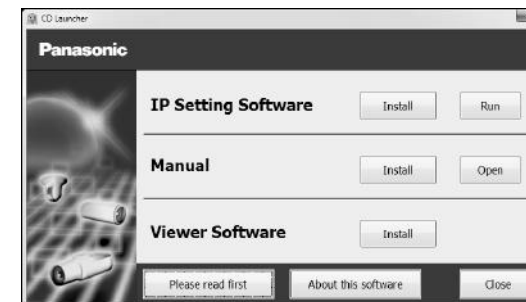 CD Launcher
Panasonic
IP Setting Software Install Run
Manual Install Open
Viewer Software Install
Please read first About this software Close